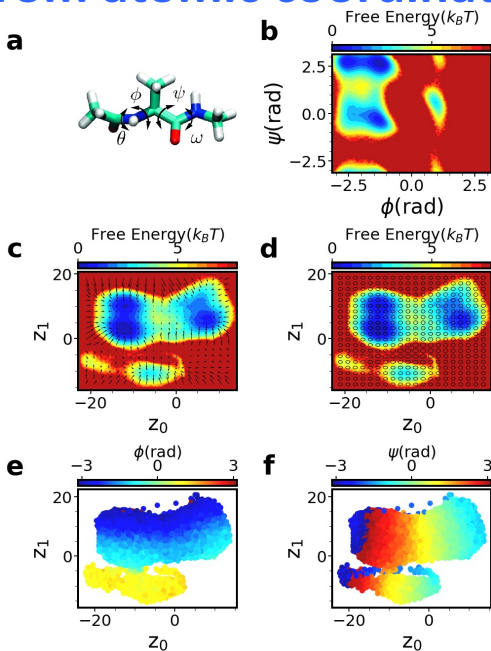 from atomic coordinat
a
b
Free Energy(k_BT)
0 5
ϕ ψ
θ ω
2.5
0.0
−2.5
ψ(rad)
−2.5 0.0 2.5
ϕ(rad)
c
d
Free Energy(k_BT)
Free Energy(k_BT)
0 5
0 5
20
0
z₁
20
0
z₁
−20 0
−20 0
z₀
z₀
e
f
ϕ(rad)
ψ(rad)
−3 0 3
−3 0 3
20
0
z₁
20
0
z₁
−20 0
−20 0
z₀
z₀